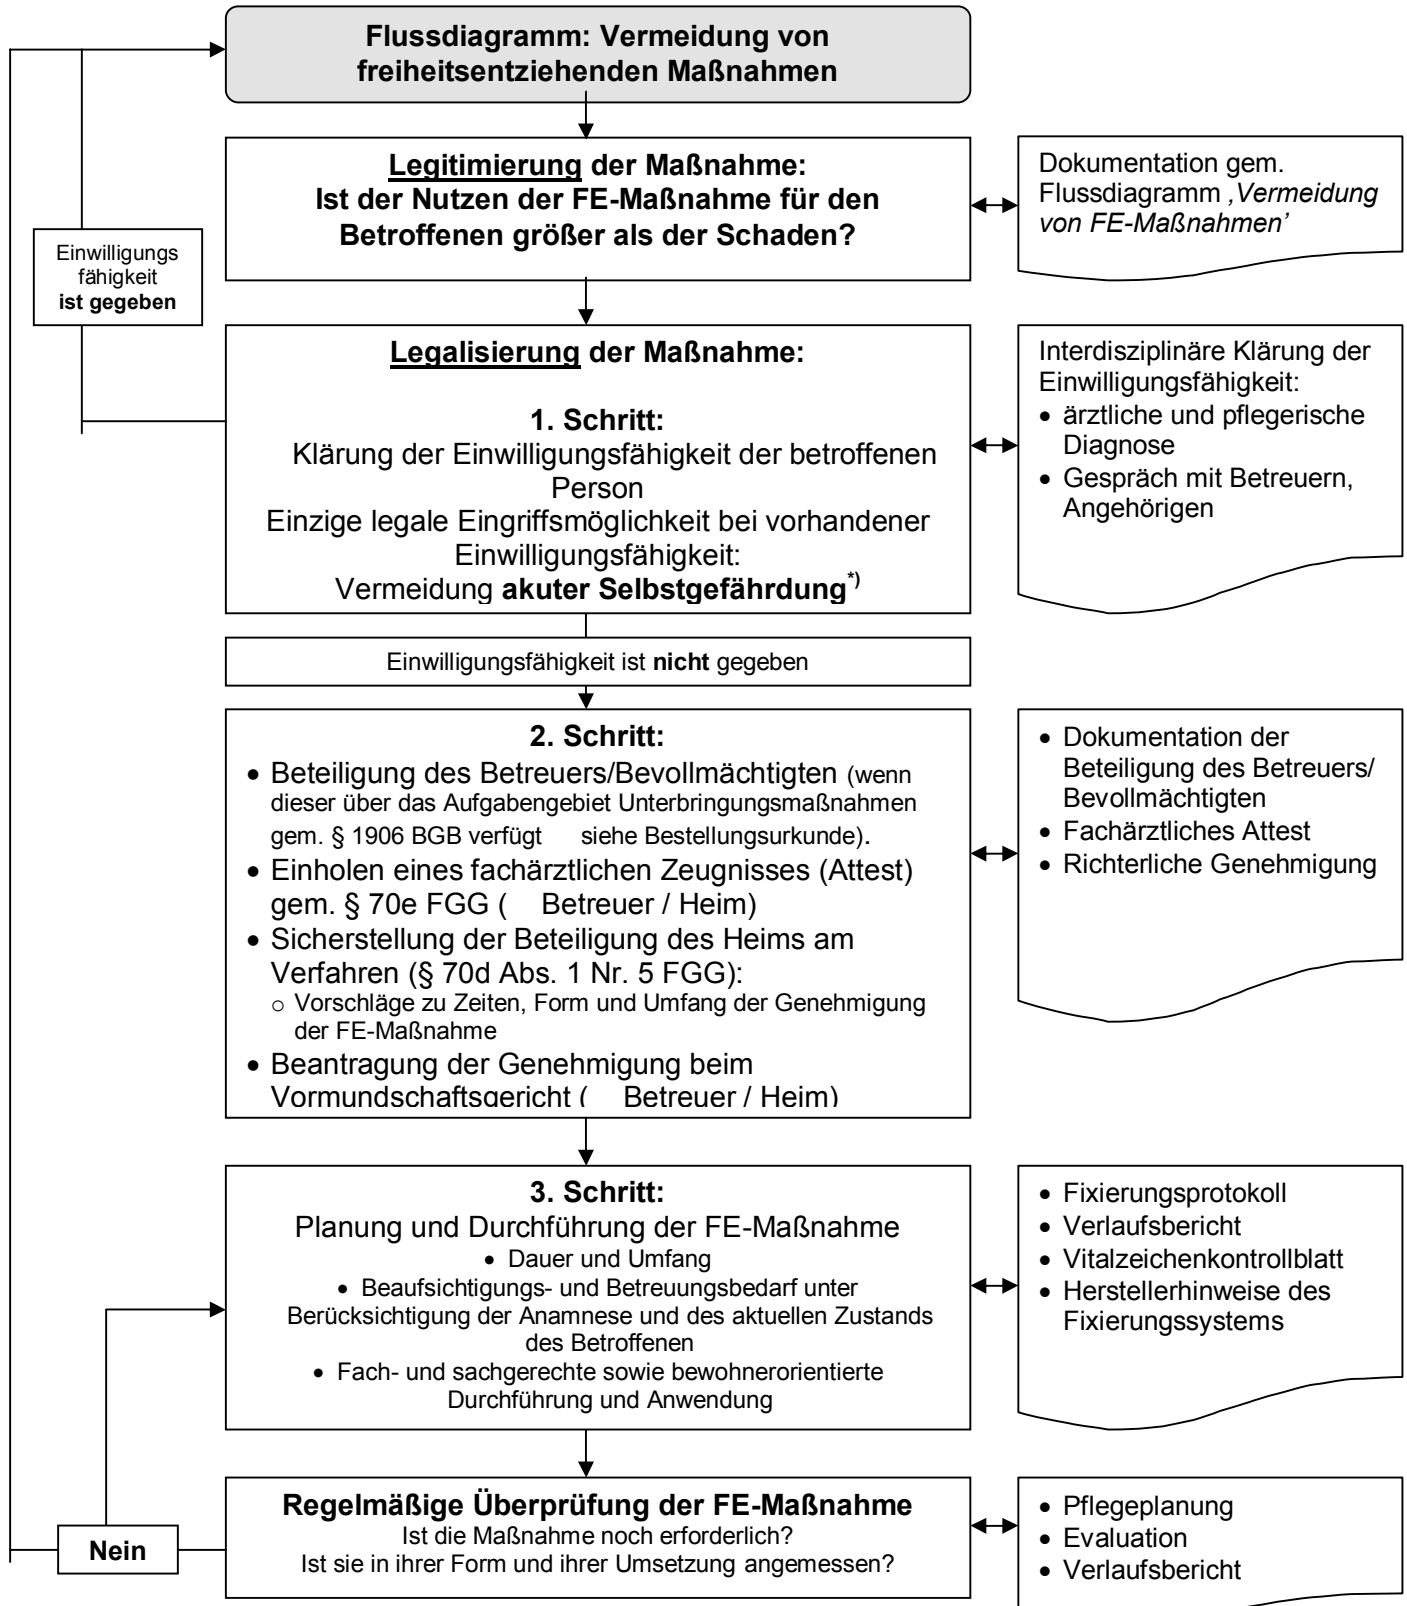 Flussdiagramm: Vermeidung von
freiheitsentziehenden Maßnahmen
Legitimierung der Maßnahme:
Ist der Nutzen der FE-Maßnahme für den
Betroffenen größer als der Schaden?
Dokumentation gem.
Flussdiagramm ‚Vermeidung
von FE-Maßnahmen’
Einwilligungs
fähigkeit
ist gegeben
Legalisierung der Maßnahme:
1. Schritt:
Klärung der Einwilligungsfähigkeit der betroffenen
Person
Einzige legale Eingriffsmöglichkeit bei vorhandener
Einwilligungsfähigkeit:
Vermeidung akuter Selbstgefährdung*)
Interdisziplinäre Klärung der
Einwilligungsfähigkeit:
• ärztliche und pflegerische
Diagnose
• Gespräch mit Betreuern,
Angehörigen
Einwilligungsfähigkeit ist nicht gegeben
2. Schritt:
• Beteiligung des Betreuers/Bevollmächtigten (wenn
dieser über das Aufgabengebiet Unterbringungsmaßnahmen
gem. § 1906 BGB verfügt siehe Bestellungsurkunde).
• Einholen eines fachärztlichen Zeugnisses (Attest)
gem. § 70e FGG ( Betreuer / Heim)
• Sicherstellung der Beteiligung des Heims am
Verfahren (§ 70d Abs. 1 Nr. 5 FGG):
o Vorschläge zu Zeiten, Form und Umfang der Genehmigung
der FE-Maßnahme
• Beantragung der Genehmigung beim
Vormundschaftsgericht ( Betreuer / Heim)
• Dokumentation der
Beteiligung des Betreuers/
Bevollmächtigten
• Fachärztliches Attest
• Richterliche Genehmigung
3. Schritt:
Planung und Durchführung der FE-Maßnahme
• Dauer und Umfang
• Beaufsichtigungs- und Betreuungsbedarf unter
Berücksichtigung der Anamnese und des aktuellen Zustands
des Betroffenen
• Fach- und sachgerechte sowie bewohnerorientierte
Durchführung und Anwendung
• Fixierungsprotokoll
• Verlaufsbericht
• Vitalzeichenkontrollblatt
• Herstellerhinweise des
Fixierungssystems
Regelmäßige Überprüfung der FE-Maßnahme
Ist die Maßnahme noch erforderlich?
Ist sie in ihrer Form und ihrer Umsetzung angemessen?
Nein
• Pflegeplanung
• Evaluation
• Verlaufsbericht